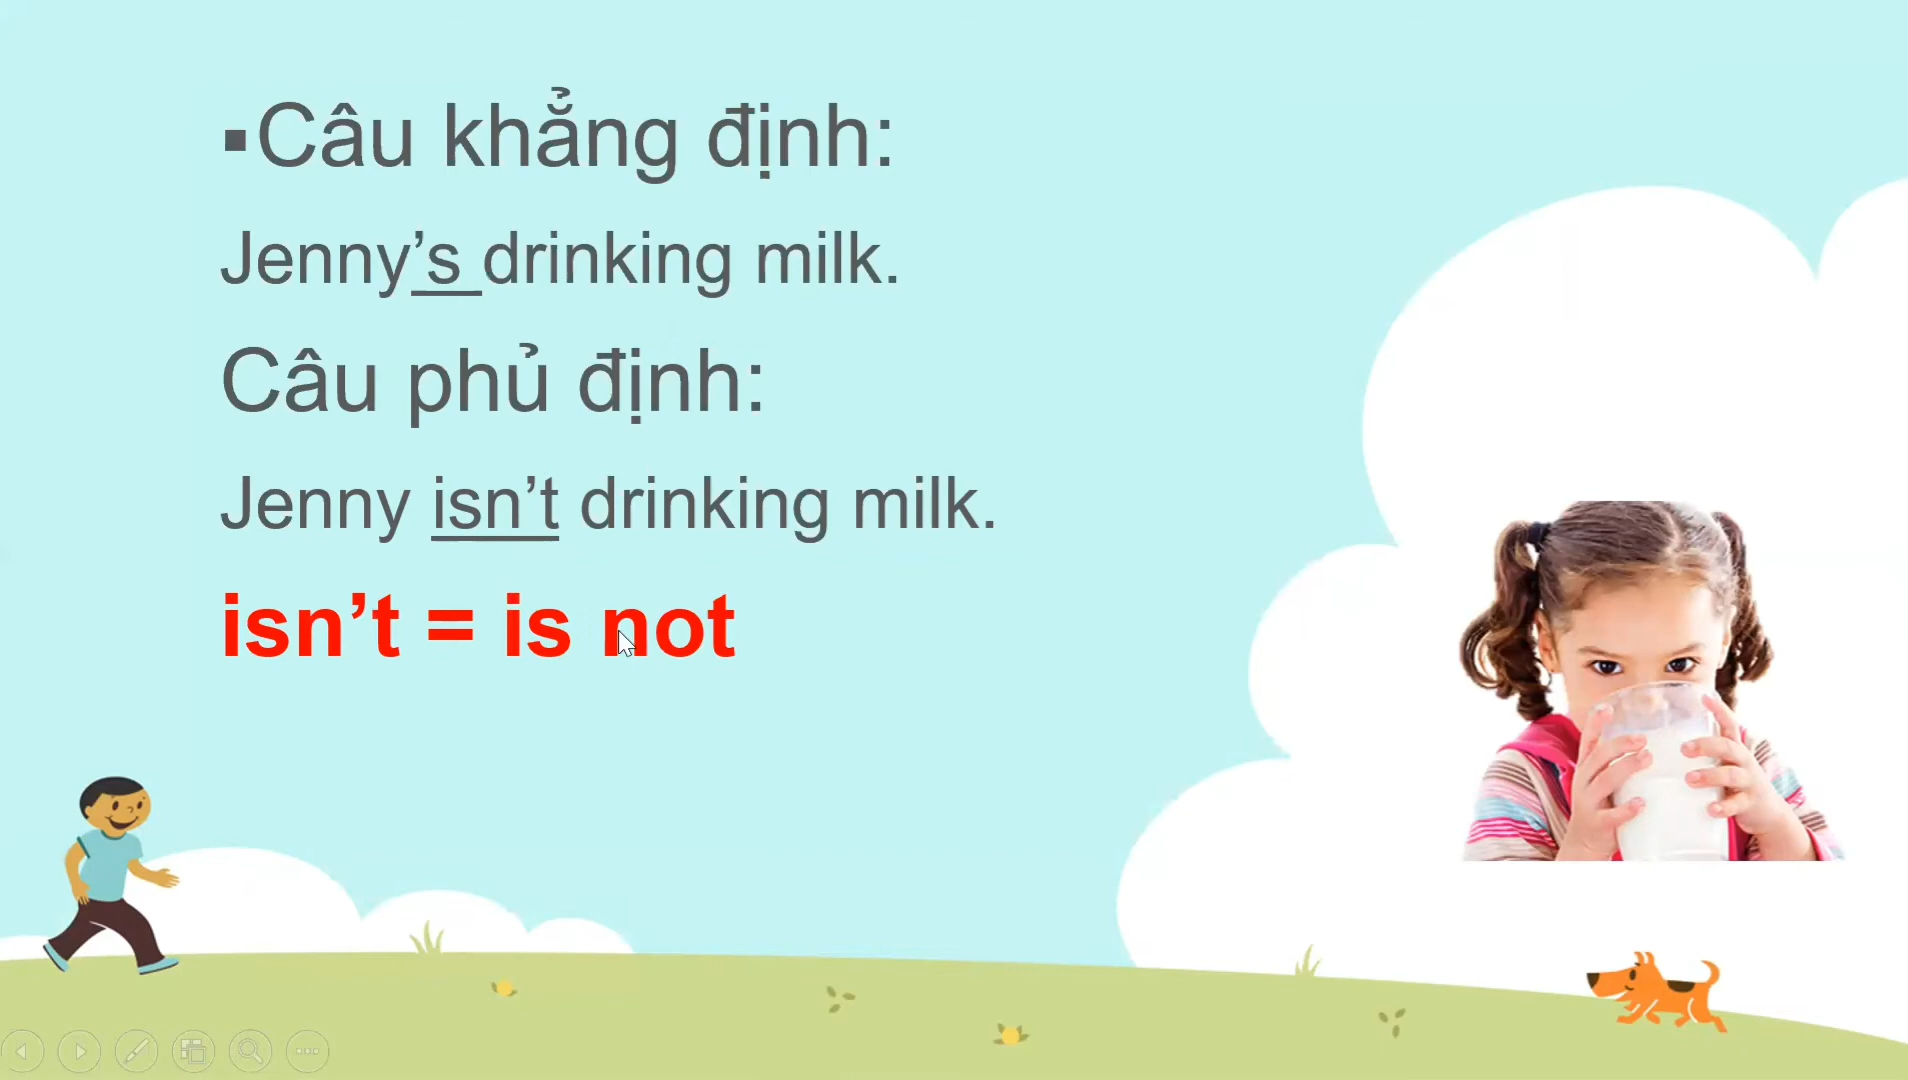 ▪Câu khẳng định:
Jenny’s drinking milk.
Câu phủ định:
Jenny isn’t drinking milk.
isn’t = is not